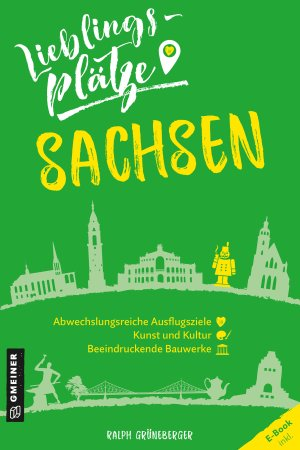 Lieblings-
plätze
SACHSEN
Abwechslungsreiche Ausflugsziele
Kunst und Kultur
Beeindruckende Bauwerke
GMEINER
E-Book
inkl.
RALPH GRÜNEBERGER